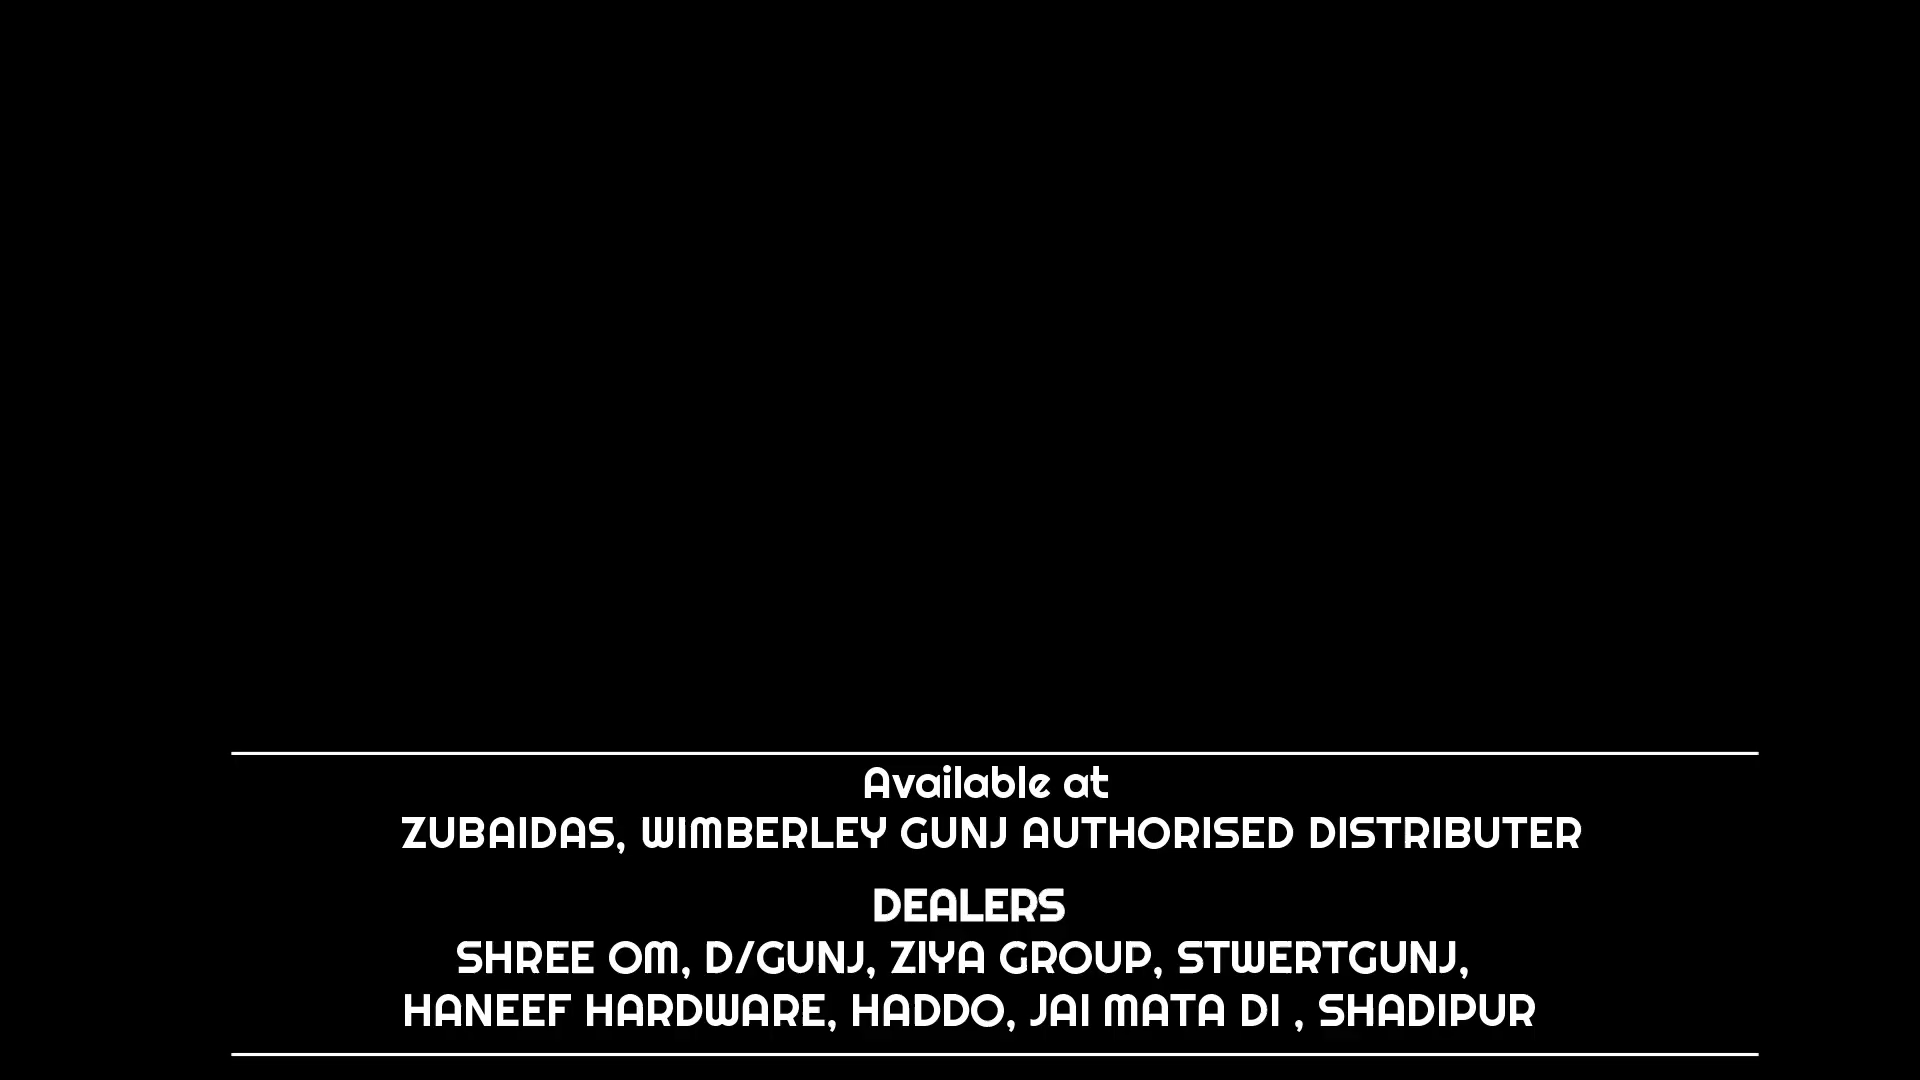 Available at
ZUBAIDAS, WIMBERLEY GUNJ AUTHORISED DISTRIBUTER
DEALERS
SHREE OM, D/GUNJ, ZIYA GROUP, STWERTGUNJ,
HANEEF HARDWARE, HADDO, JAI MATA DI , SHADIPUR